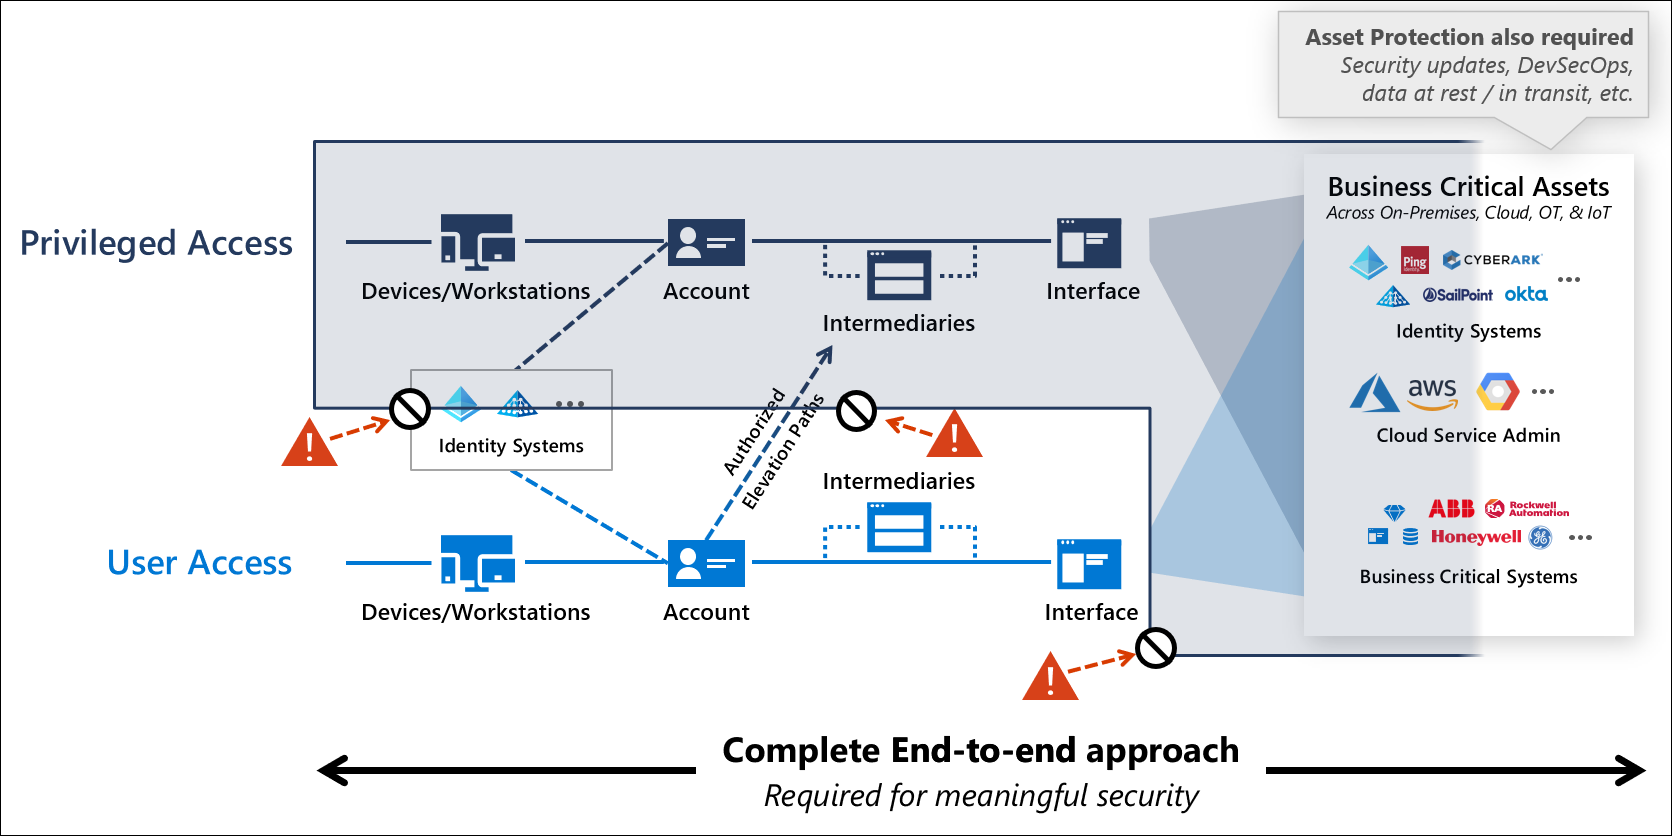 Asset Protection also required
Security updates, DevSecOps,
data at rest / in transit, etc.
Business Critical Assets
Across On-Premises, Cloud, OT, & IoT
Privileged Access
Devices/Workstations
Account
Intermediaries
Interface
Ping
Identity
CYBERARK
SailPoint
okta
Identity Systems
Identity Systems
Authorized
Elevation Paths
aws
Cloud Service Admin
Intermediaries
User Access
Devices/Workstations
Account
Interface
ABB
RA
Rockwell
Automation
Honeywell
GE
Business Critical Systems
Complete End-to-end approach
Required for meaningful security